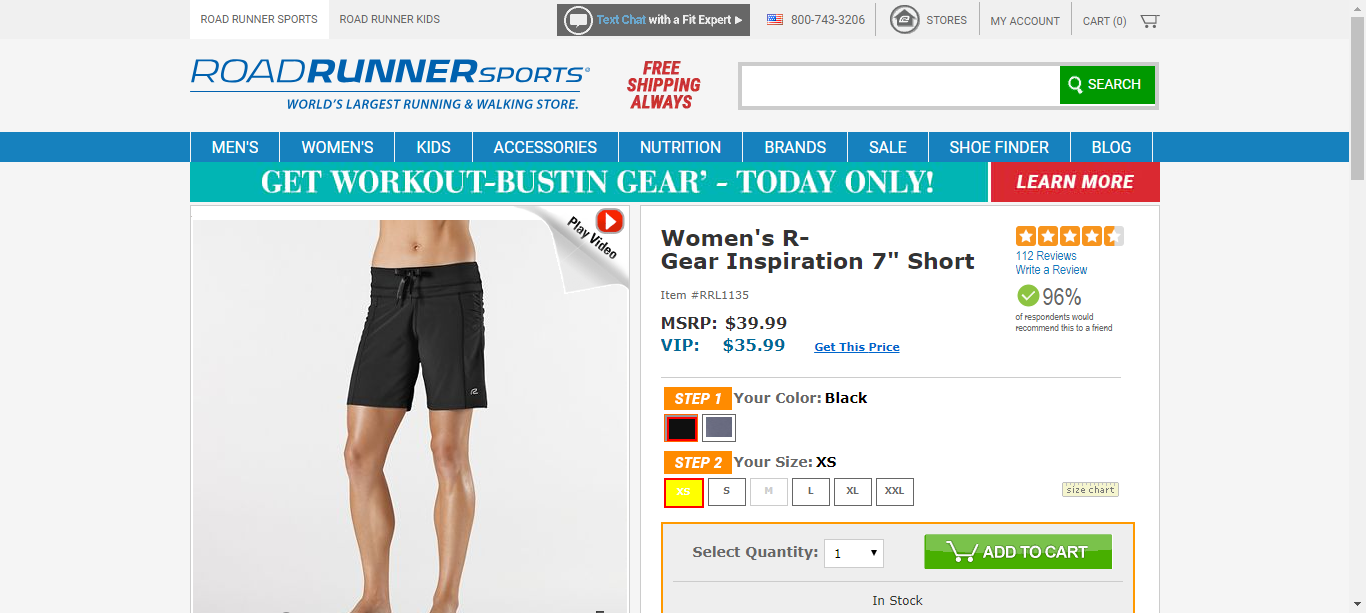 ROAD RUNNER SPORTS
ROAD RUNNER KIDS
Text Chat with a Fit Expert
800-743-3206
STORES
MY ACCOUNT
CART (0)
ROADRUNNERSPORTS®
WORLD'S LARGEST RUNNING & WALKING STORE.
FREE
SHIPPING
ALWAYS
SEARCH
MEN'S
WOMEN'S
KIDS
ACCESSORIES
NUTRITION
BRANDS
SALE
SHOE FINDER
BLOG
GET WORKOUT-BUSTIN GEAR’ - TODAY ONLY!
LEARN MORE
Play Video
Women's R-
Gear Inspiration 7" Short
Item #RRL1135
MSRP: $39.99
VIP: $35.99 Get This Price
112 Reviews
Write a Review
96%
of respondents would
recommend this to a friend
STEP 1 Your Color: Black
STEP 2 Your Size: XS
XS S M L XL XXL
size chart
Select Quantity: 1
ADD TO CART
In Stock